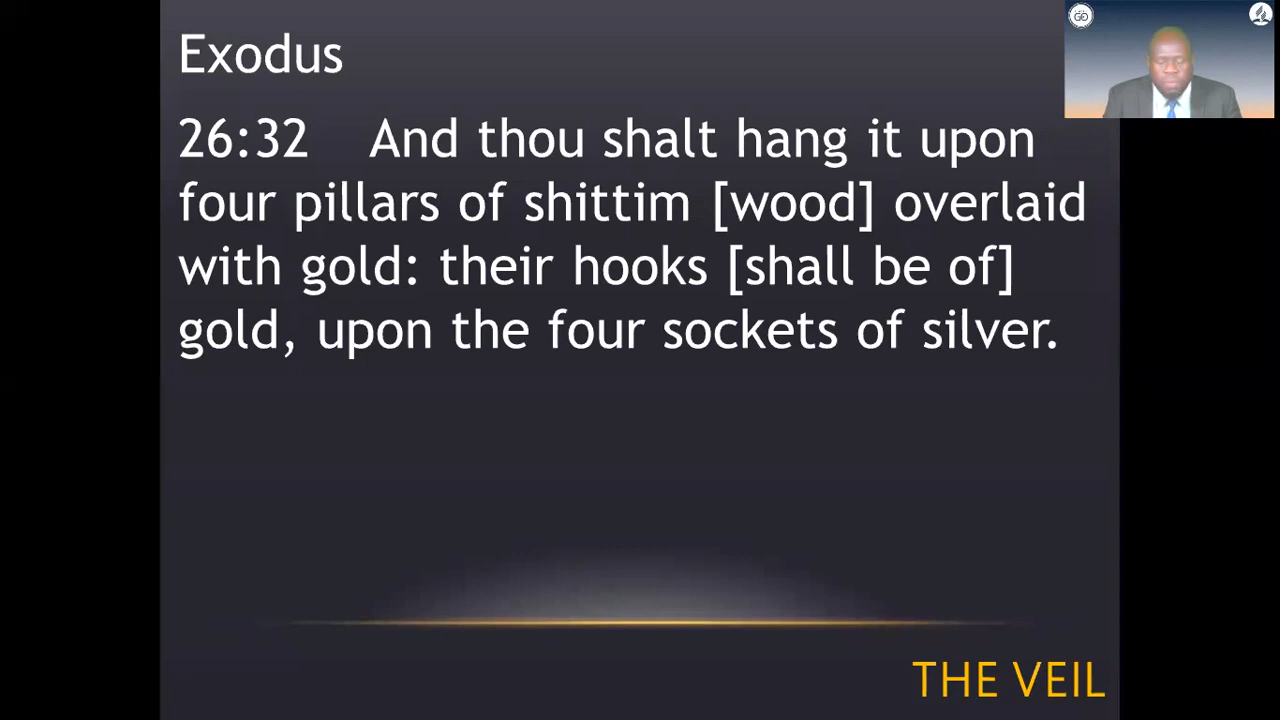 Exodus
26:32 And thou shalt hang it upon
four pillars of shittim [wood] overlaid
with gold: their hooks [shall be of]
gold, upon the four sockets of silver.
THE VEIL